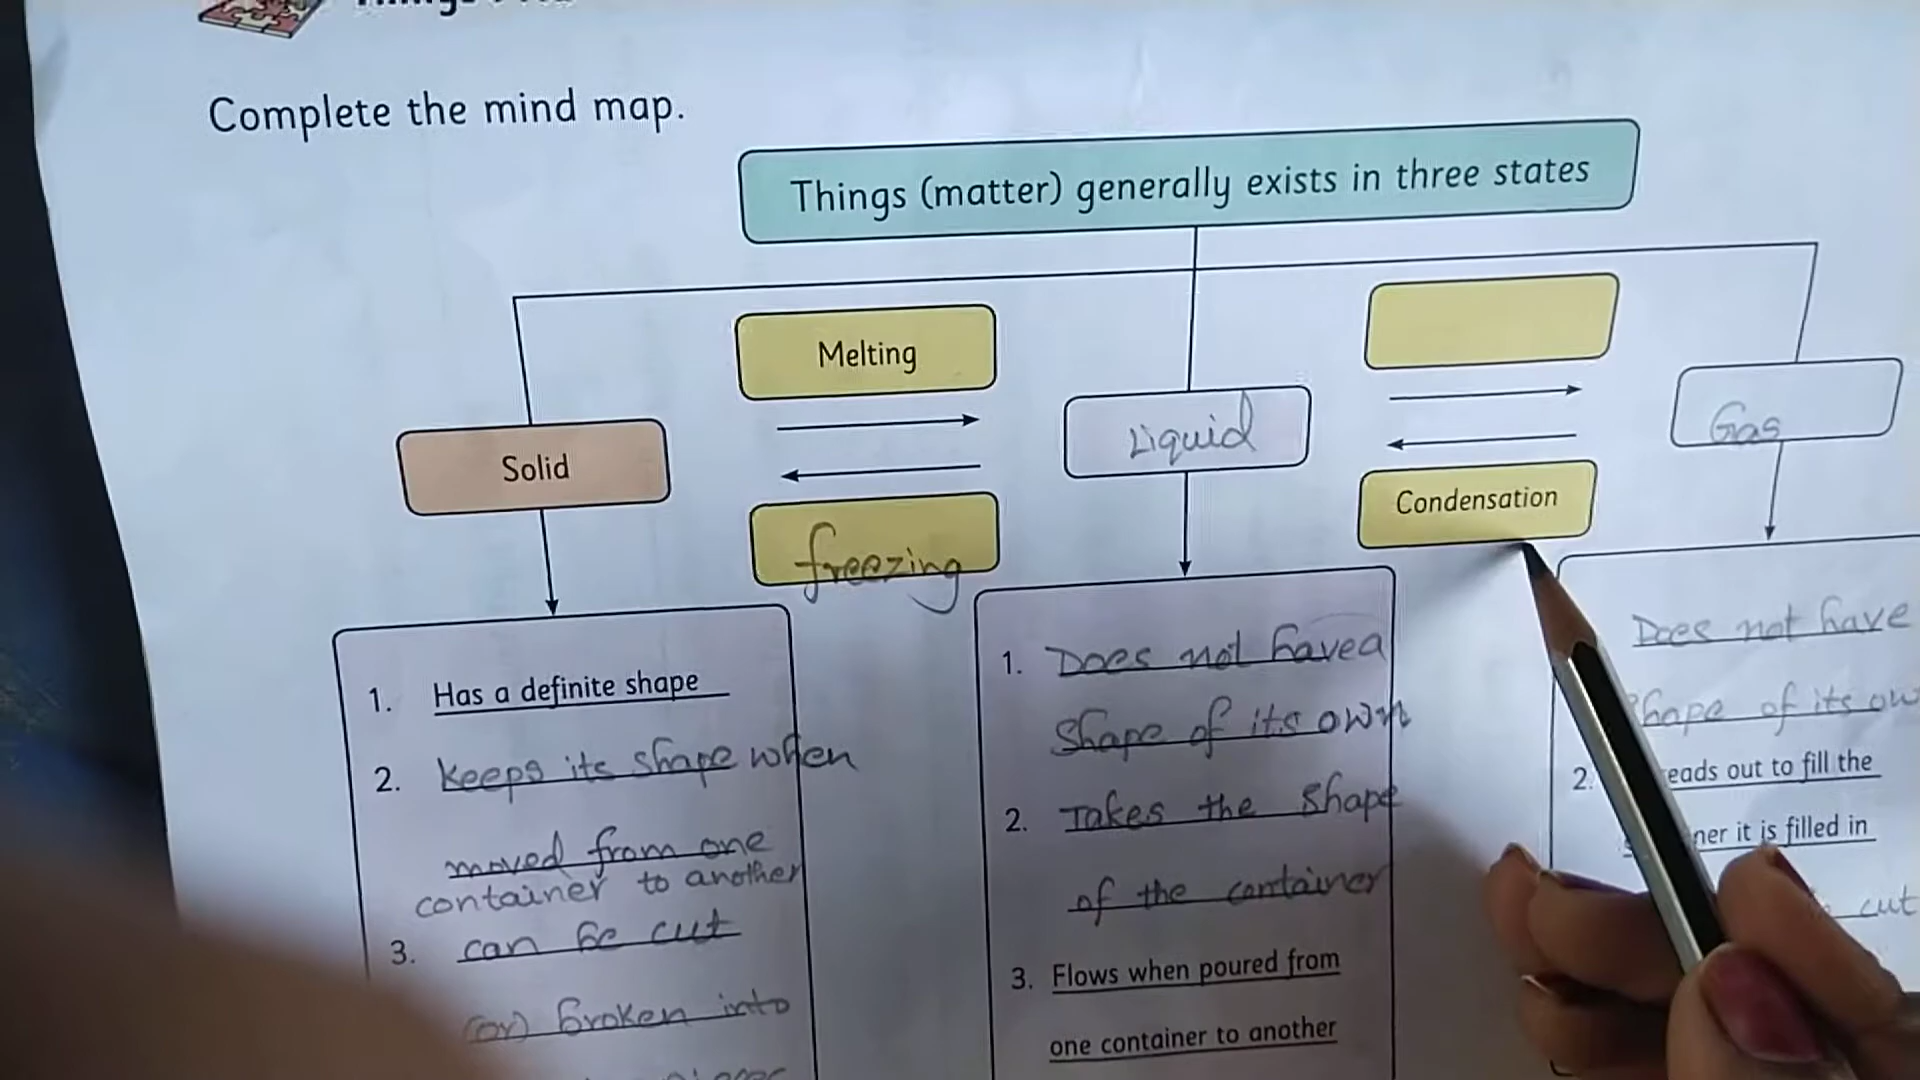 Complete the mind map.
Things (matter) generally exists in three states
Melting
Solid
freezing
Liquid
Condensation
Gas
1. Has a definite shape
2. Keeps its shape when
moved from one
container to another
3. can be cut
(or) broken into
1. Does not have a
shape of its own
2. Takes the shape
of the container
3. Flows when poured from
one container to another
Does not have
shape of its ow
2. eads out to fill the
ner it is filled in
cut